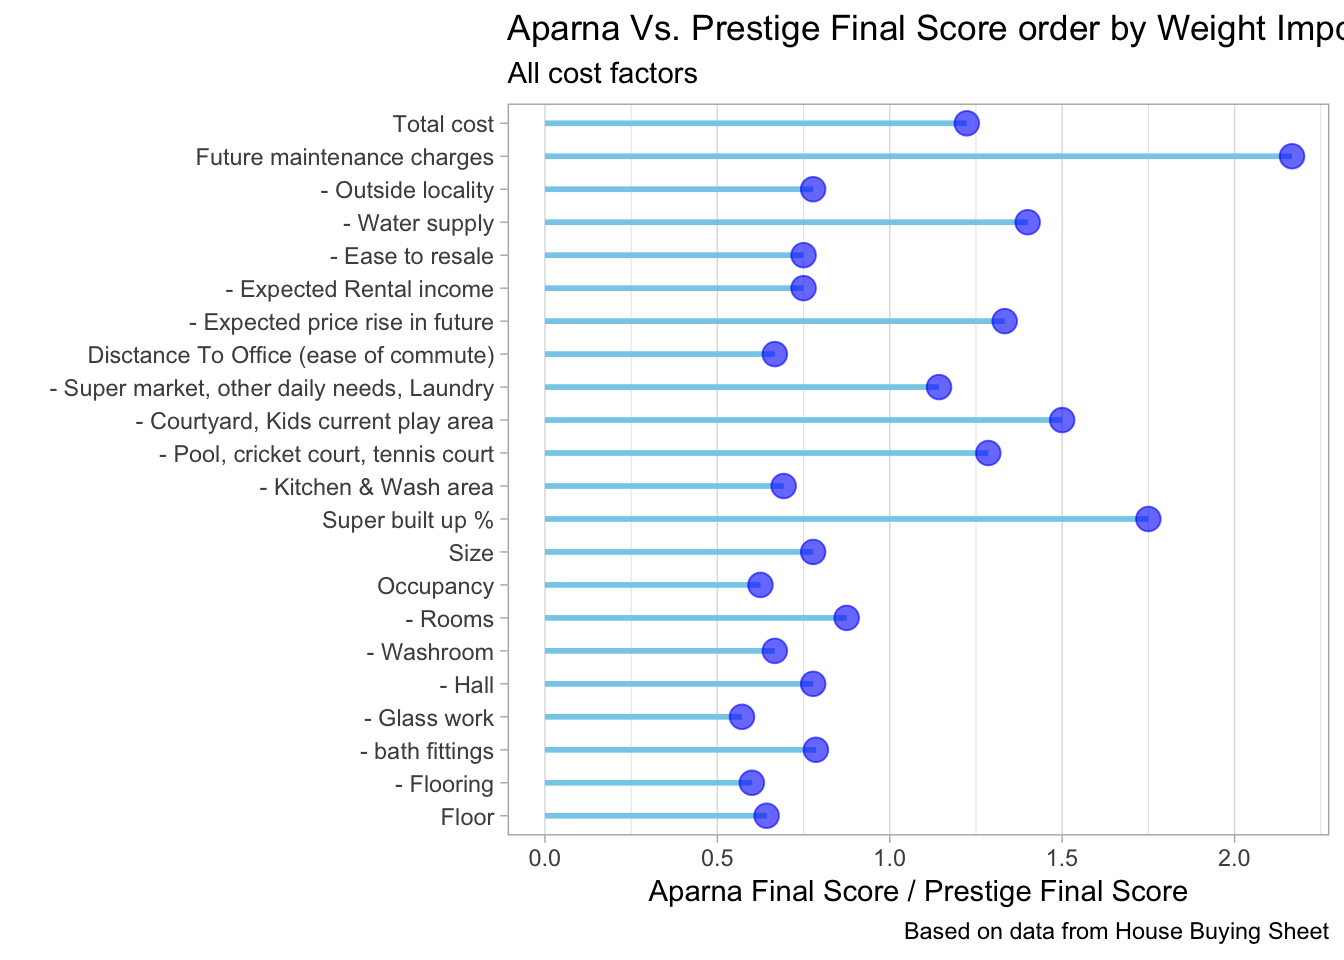 Aparna Vs. Prestige Final Score order by Weight
All cost factors
Total cost
Future maintenance charges
- Outside locality
- Water supply
- Ease to resale
- Expected Rental income
- Expected price rise in future
Disctance To Office (ease of commute)
- Super market, other daily needs, Laundry
- Courtyard, Kids current play area
- Pool, cricket court, tennis court
- Kitchen & Wash area
Super built up %
Size
Occupancy
- Rooms
- Washroom
- Hall
- Glass work
- bath fittings
- Flooring
Floor
0.0 0.5 1.0 1.5 2.0
Aparna Final Score / Prestige Final Score
Based on data from House Buying Sheet